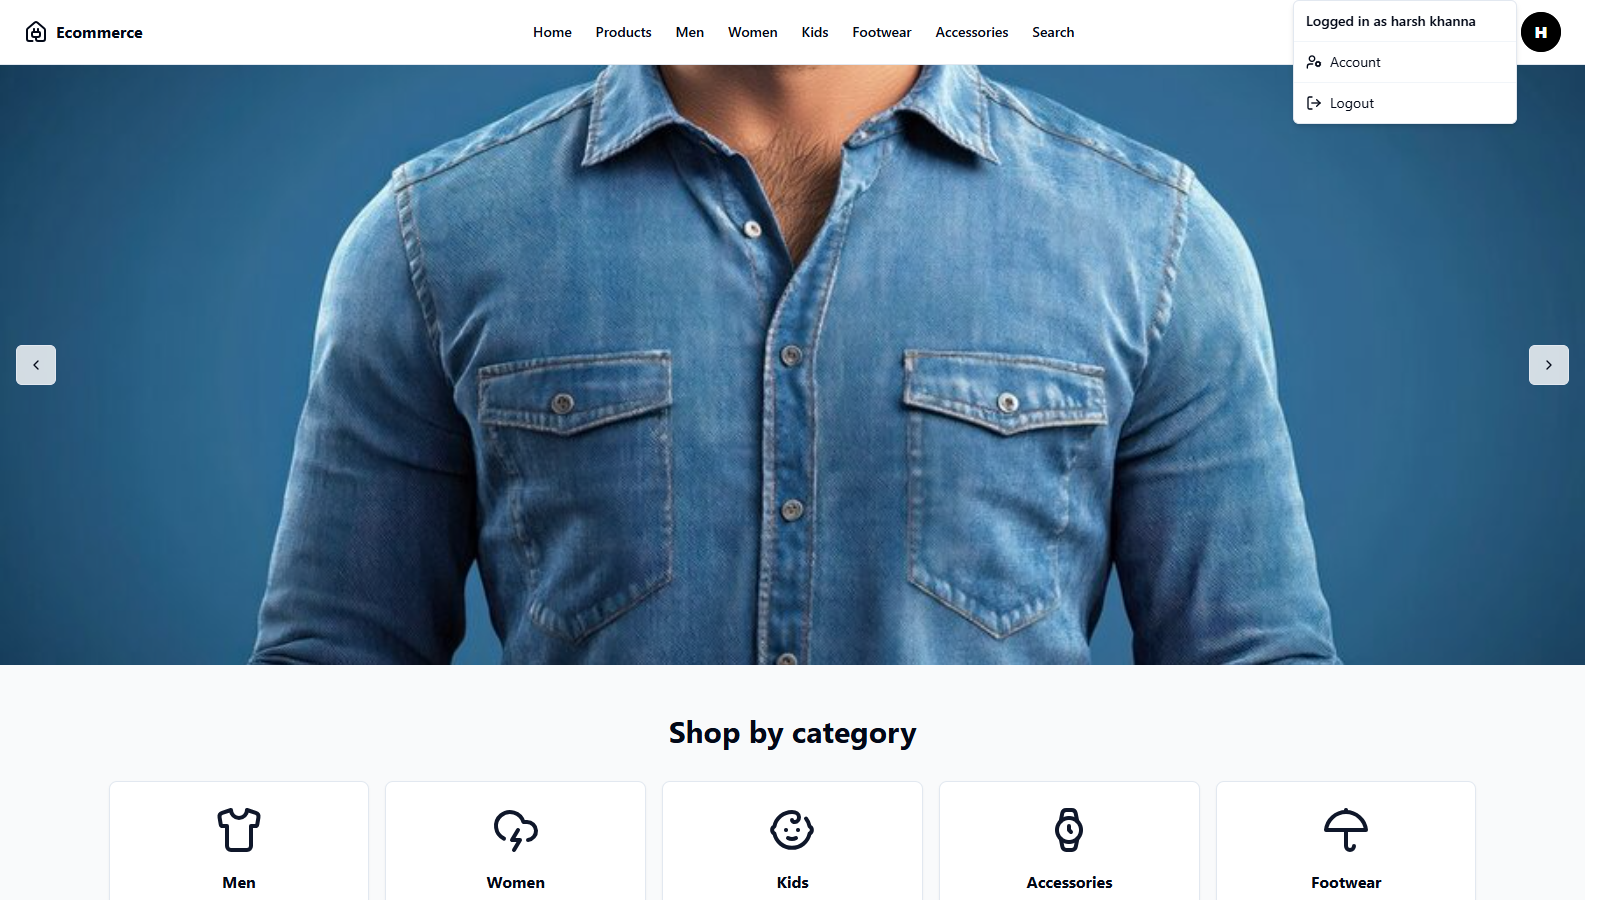 Ecommerce
Home Products Men Women Kids Footwear Accessories Search
Logged in as harsh khanna
H
Account
Logout
Shop by category
Men Women Kids Accessories Footwear